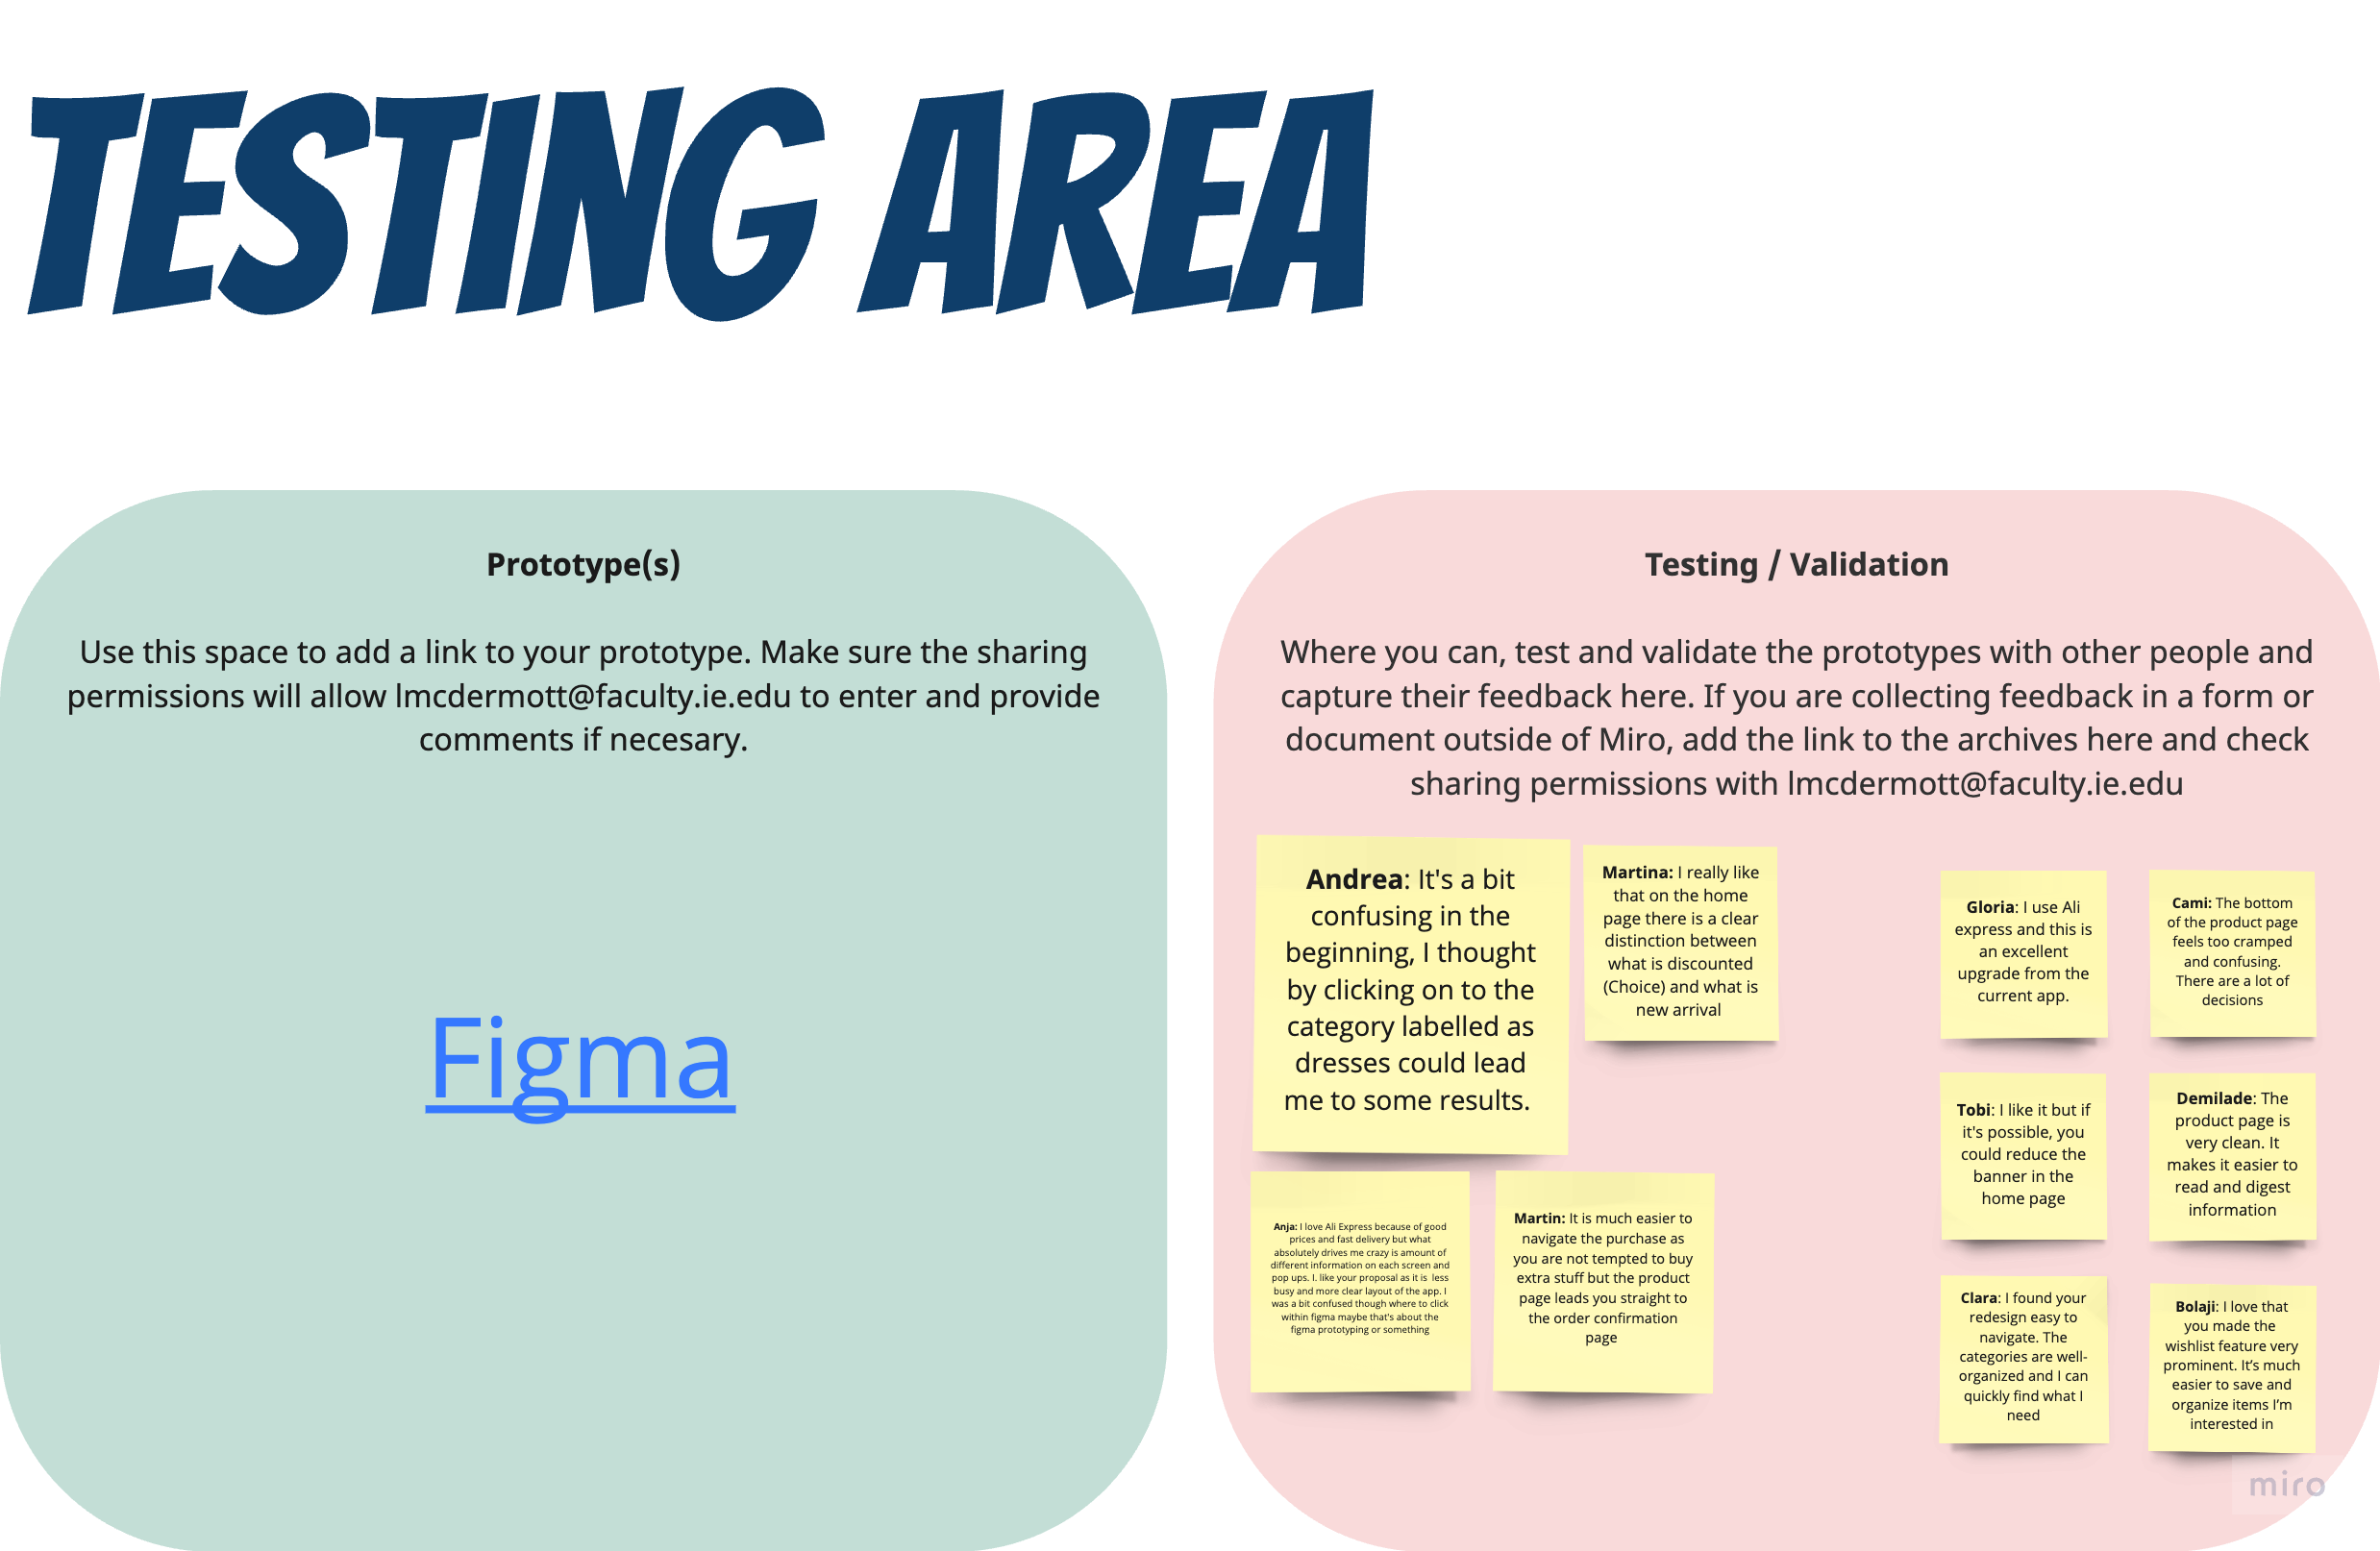 TESTING AREA
Prototype(s)
Use this space to add a link to your prototype. Make sure the sharing
permissions will allow lmcdermott@faculty.ie.edu to enter and provide
comments if necesary.
Figma
Testing / Validation
Where you can, test and validate the prototypes with other people and
capture their feedback here. If you are collecting feedback in a form or
document outside of Miro, add the link to the archives here and check
sharing permissions with lmcdermott@faculty.ie.edu
Andrea: It's a bit
confusing in the
beginning, I thought
by clicking on to the
category labelled as
dresses could lead
me to some results.
Martina: I really like
that on the home
page there is a clear
distinction between
what is discounted
(Choice) and what is
new arrival
Gloria: I use Ali
express and this is
an excellent
upgrade from the
current app.
Cami: The bottom
of the product page
feels too cramped
and confusing.
There are a lot of
decisions
Tobi: I like it but if
it's possible, you
could reduce the
banner in the
home page
Demilade: The
product page is
very clean. It
makes it easier to
read and digest
information
Anja: I love Ali Express because of good
prices and fast delivery but what
absolutely drives me crazy is amount of
different information on each screen and
pop ups. I. like your proposal as it is less
busy and more clear layout of the app. I
was a bit confused though where to click
within figma maybe that's about the
figma prototyping or something
Martin: It is much easier to
navigate the purchase as
you are not tempted to buy
extra stuff but the product
page leads you straight to
the order confirmation
page
Clara: I found your
redesign easy to
navigate. The
categories are well-
organized and I can
quickly find what I
need
Bolaji: I love that
you made the
wishlist feature very
prominent. It’s much
easier to save and
organize items I’m
interested in
miro